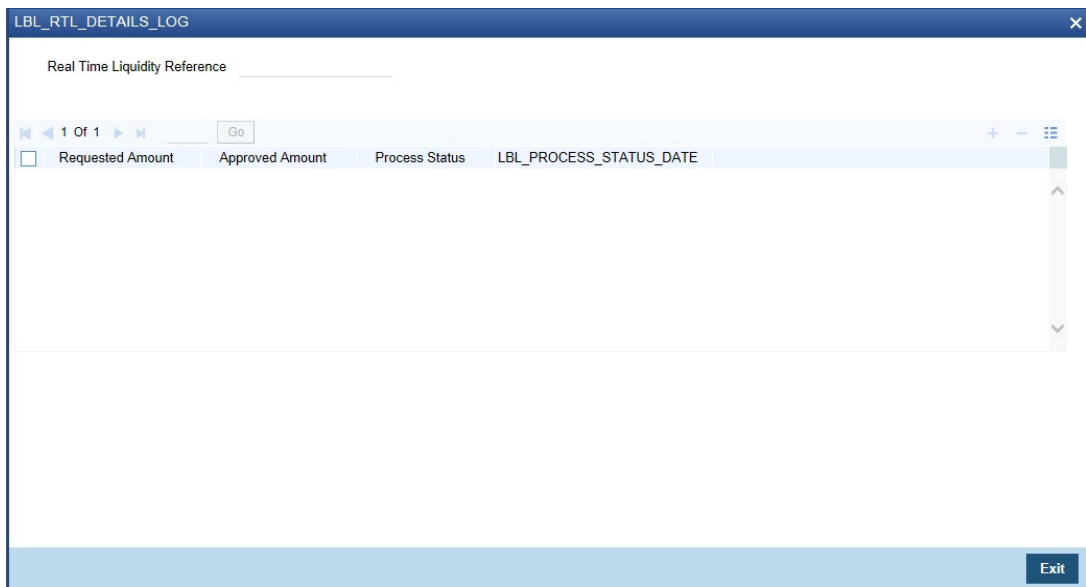 LBL_RTL_DETAILS_LOG
Real Time Liquidity Reference
1 Of 1 Go
Requested Amount Approved Amount Process Status LBL_PROCESS_STATUS_DATE
Exit